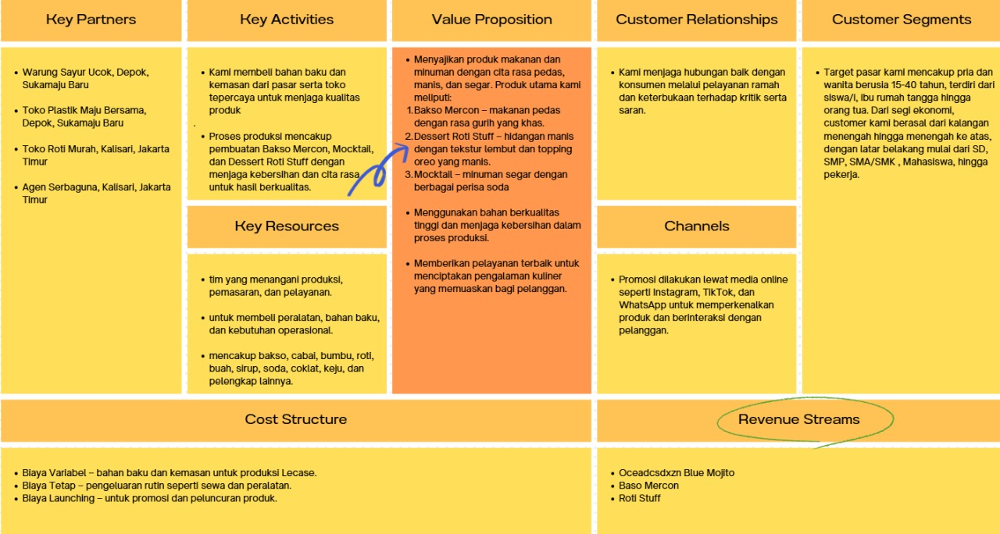 Key Partners
Warung Sayur Ucok, Depok,
Sukamaju Baru
Toko Plastik Maju Bersama,
Depok, Sukamaju Baru
Toko Roti Murah, Kalisari, Jakarta
Timur
Agen Serbaguna, Kalisari, Jakarta
Timur
Key Activities
Kami membeli bahan baku dan
kemasan dari pasar serta toko
tepercaya untuk menjaga kualitas
produk
.
Proses produksi mencakup
pembuatan Bakso Mercon, Mocktail,
dan Dessert Roti Stuff dengan
menjaga kebersihan dan cita rasa
untuk hasil berkualitas.
Key Resources
tim yang menangani produksi,
pemasaran, dan pelayanan.
untuk membeli peralatan, bahan baku,
dan kebutuhan operasional.
mencakup bakso, cabai, bumbu, roti,
buah, sirup, soda, coklat, keju, dan
pelengkap lainnya.
Value Proposition
Menyajikan produk makanan dan
minuman dengan cita rasa pedas,
manis, dan segar. Produk utama kami
meliputi:
1. Bakso Mercon – makanan pedas
dengan rasa gurih yang khas.
2. Dessert Roti Stuff – hidangan manis
dengan tekstur lembut dan topping
oreo yang manis.
3. Mocktail – minuman segar dengan
berbagai perisa soda
Menggunakan bahan berkualitas
tinggi dan menjaga kebersihan dalam
proses produksi.
Memberikan pelayanan terbaik untuk
menciptakan pengalaman kuliner
yang memuaskan bagi pelanggan.
Customer Relationships
Kami menjaga hubungan baik dengan
konsumen melalui pelayanan ramah
dan keterbukaan terhadap kritik serta
saran.
Channels
Promosi dilakukan lewat media online
seperti Instagram, TikTok, dan
WhatsApp untuk memperkenalkan
produk dan berinteraksi dengan
pelanggan.
Customer Segments
Target pasar kami mencakup pria dan
wanita berusia 15-40 tahun, terdiri dari
siswa/i, ibu rumah tangga hingga
orang tua. Dari segi ekonomi,
customer kami berasal dari kalangan
menengah hingga menengah ke atas,
dengan latar belakang mulai dari SD,
SMP, SMA/SMK , Mahasiswa, hingga
pekerja.
Cost Structure
Biaya Variabel – bahan baku dan kemasan untuk produksi Lecase.
Biaya Tetap – pengeluaran rutin seperti sewa dan peralatan.
Biaya Launching – untuk promosi dan peluncuran produk.
Revenue Streams
Oceadcsdxzn Blue Mojito
Baso Mercon
Roti Stuff